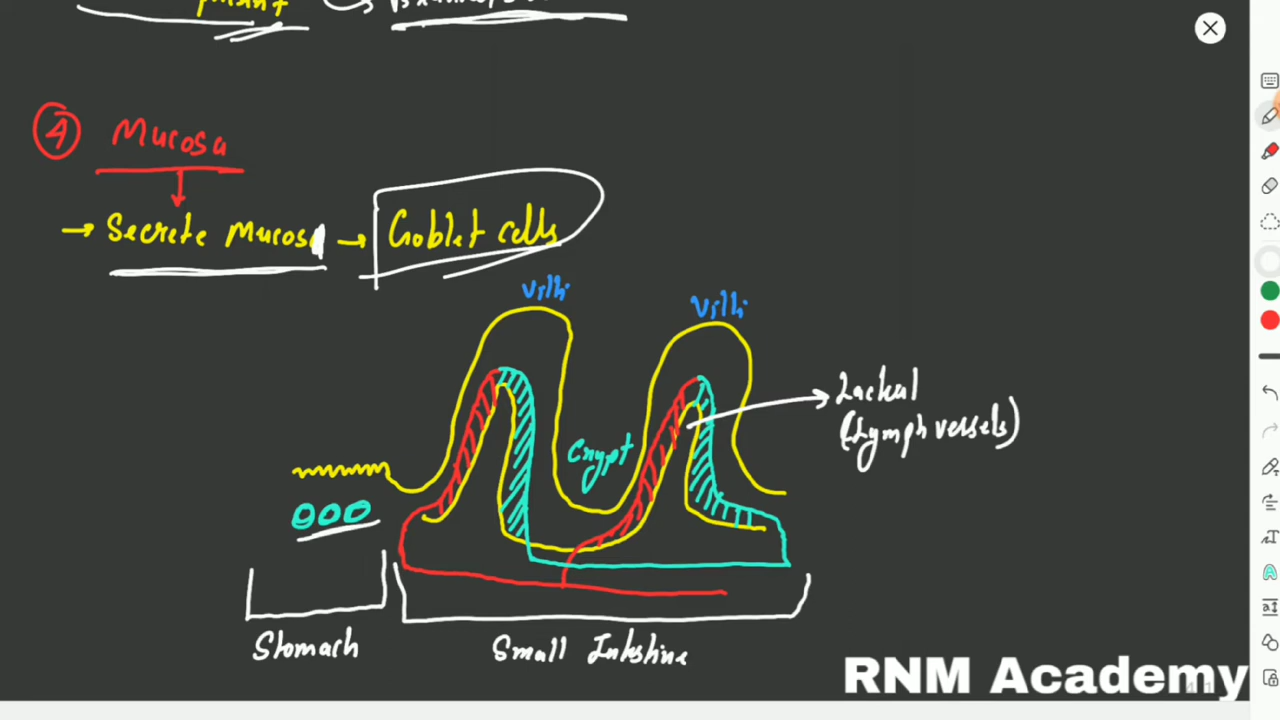 ④ Mucosa
→ Secrete Mucosa → Goblet cells
Villi
Villi
Lacteal
(Lymph vessels)
Crypt
Stomach
Small Intestine
RNM Academy